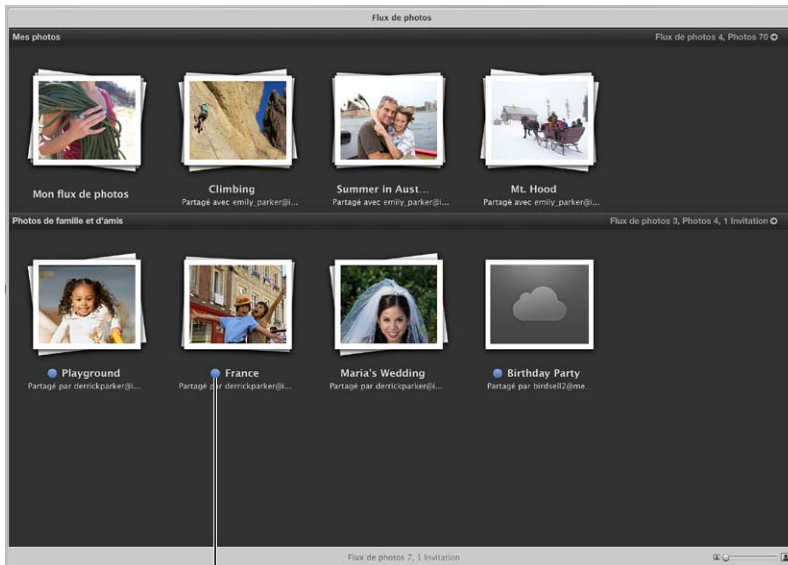 Flux de photos
Mes photos
Flux de photos 4, Photos 70
Mon flux de photos
Climbing
Partagé avec emily_parker@i...
Summer in Aust...
Partagé avec emily_parker@i...
Mt. Hood
Partagé avec emily_parker@i...
Photos de famille et d'amis
Flux de photos 3, Photos 4, 1 Invitation
Playground
Partagé par derrickparker@i...
France
Partagé par derrickparker@i...
Maria's Wedding
Partagé par derrickparker@i...
Birthday Party
Partagé par birdsell2@me...
Flux de photos 7, 1 Invitation